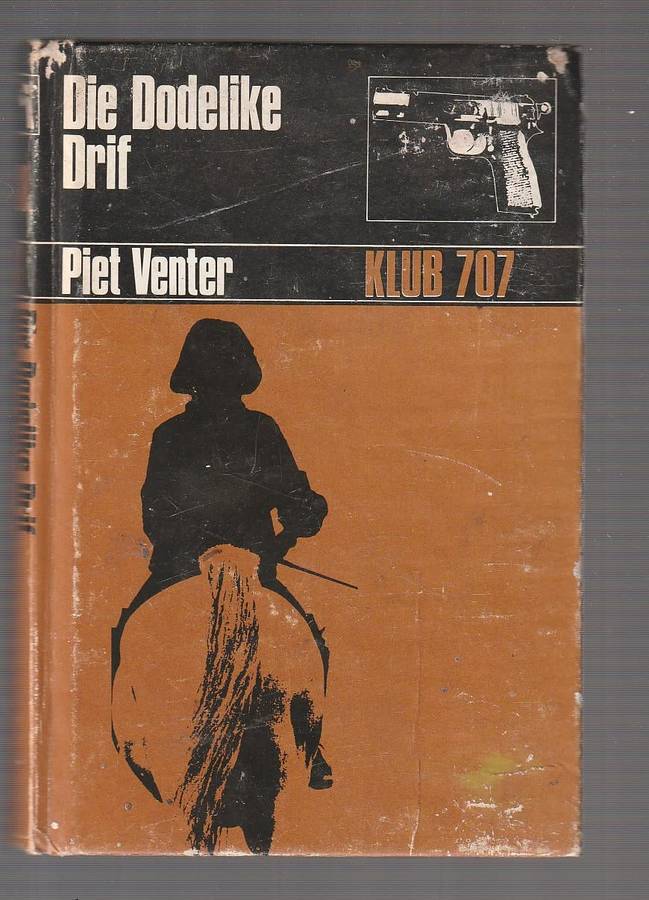 Die Dodelike
Drif
Piet Venter
KLUB 707
Die Dodelike Drif